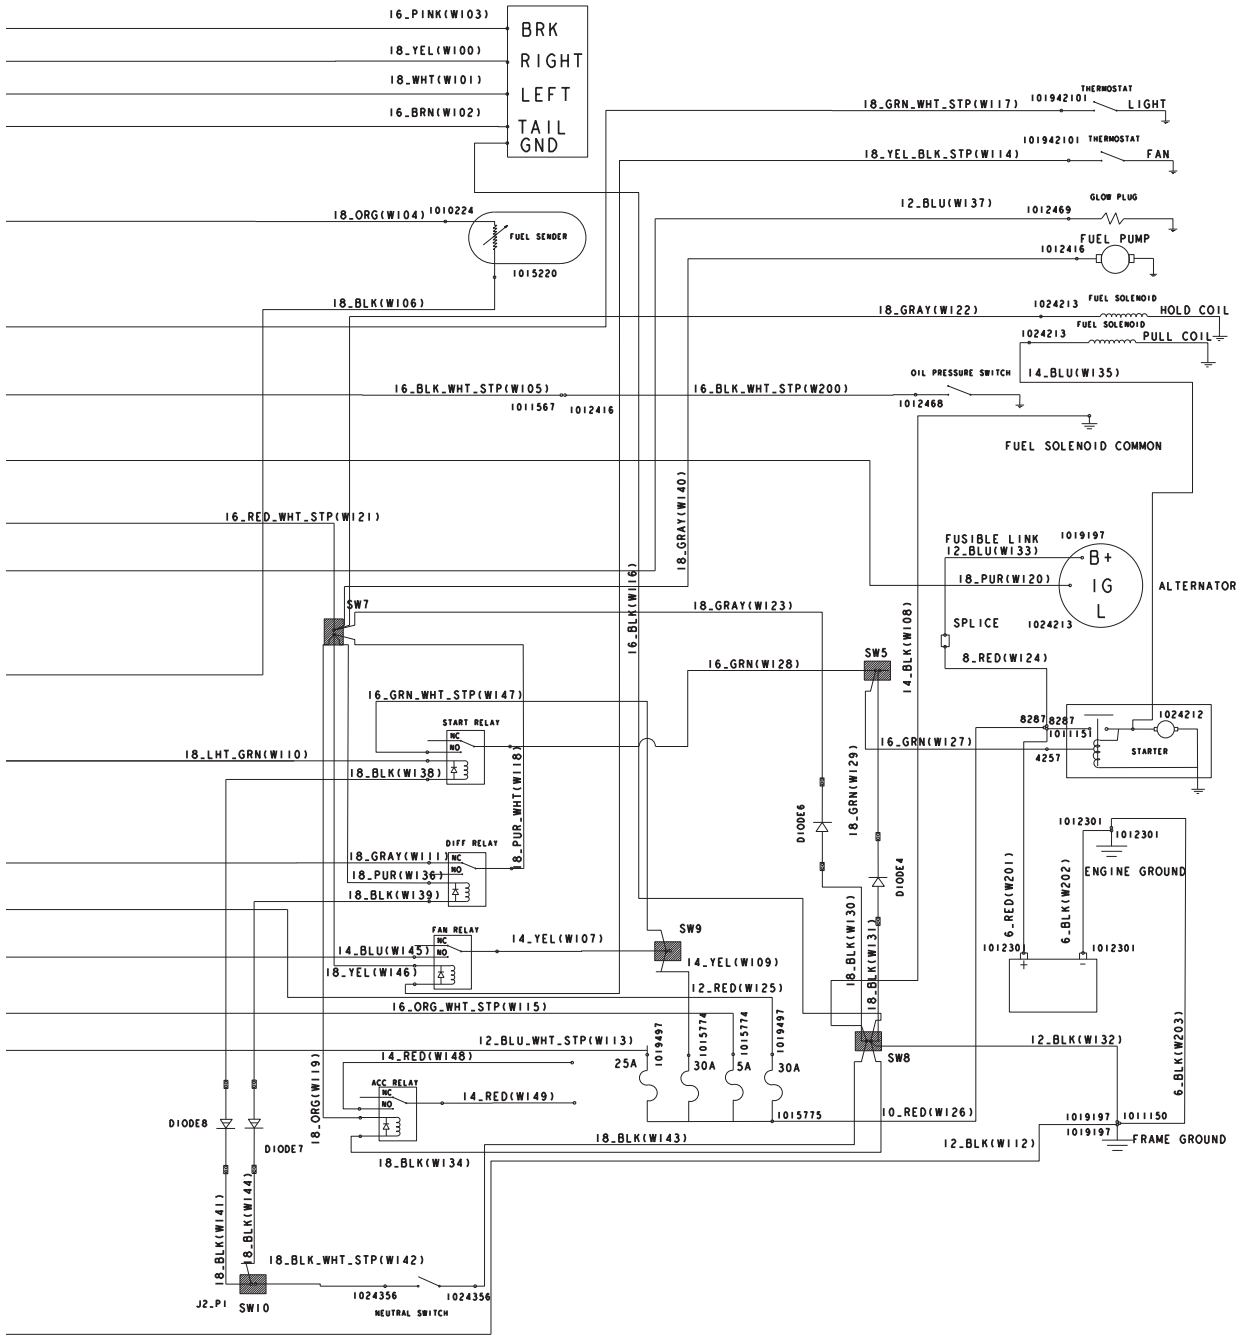 16_PINK(W103)
BRK
18_YEL(W100)
RIGHT
18_WHT(W101)
LEFT
16_BRN(W102)
TAIL
GND
18_GRN_WHT_STP(W117)
101942101
THERMOSTAT
LIGHT
18_YEL_BLK_STP(W114)
101942101
THERMOSTAT
FAN
12_BLU(W137)
1012469
GLOW PLUG
18_ORG(W104)
1010224
FUEL SENDER
1015220
FUEL PUMP
1012416
18_BLK(W106)
18_GRAY(W122)
1024213
FUEL SOLENOID
HOLD COIL
FUEL SOLENOID
1024213
PULL COIL
14_BLU(W135)
16_BLK_WHT_STP(W105)
1011567
1012416
16_BLK_WHT_STP(W200)
OIL PRESSURE SWITCH
1012468
FUEL SOLENOID COMMON
18_GRAY(W140)
16_RED_WHT_STP(W121)
FUSIBLE LINK
12_BLU(W133)
1019197
B+
18_PUR(W120)
IG
L
ALTERNATOR
1024213
16_BLK(W116)
SW7
18_GRAY(W123)
14_BLK(W108)
SPLICE
SW5
8_RED(W124)
16_GRN(W128)
16_GRN_WHT_STP(W147)
START RELAY
NC
NO
18_PUR_WHT(W118)
18_LHT_GRN(W110)
18_BLK(W138)
16_GRN(W127)
8287
8287
1011151
4257
1024212
STARTER
18_GRN(W129)
DIODE6
DIODE4
1012301
1012301
ENGINE GROUND
DIFF RELAY
NC
NO
18_GRAY(W111)
18_PUR(W136)
18_BLK(W139)
6_RED(W201)
6_BLK(W202)
18_BLK(W130)
18_BLK(W131)
FAN RELAY
NC
NO
14_BLU(W145)
18_YEL(W146)
14_YEL(W107)
SW9
14_YEL(W109)
12_RED(W125)
1012301
+
-
1012301
16_ORG_WHT_STP(W115)
12_BLU_WHT_STP(W113)
1019497
1015774
1015774
1019497
25A
30A
5A
30A
1015775
SW8
12_BLK(W132)
6_BLK(W203)
18_ORG(W119)
14_RED(W148)
ACC RELAY
NC
NO
14_RED(W149)
10_RED(W126)
12_BLK(W112)
1019197
1011150
1019197
FRAME GROUND
DIODE8
DIODE7
18_BLK(W143)
18_BLK(W134)
18_BLK(W141)
18_BLK(W144)
18_BLK_WHT_STP(W142)
J2_P1
SW10
1024356
1024356
NEUTRAL SWITCH